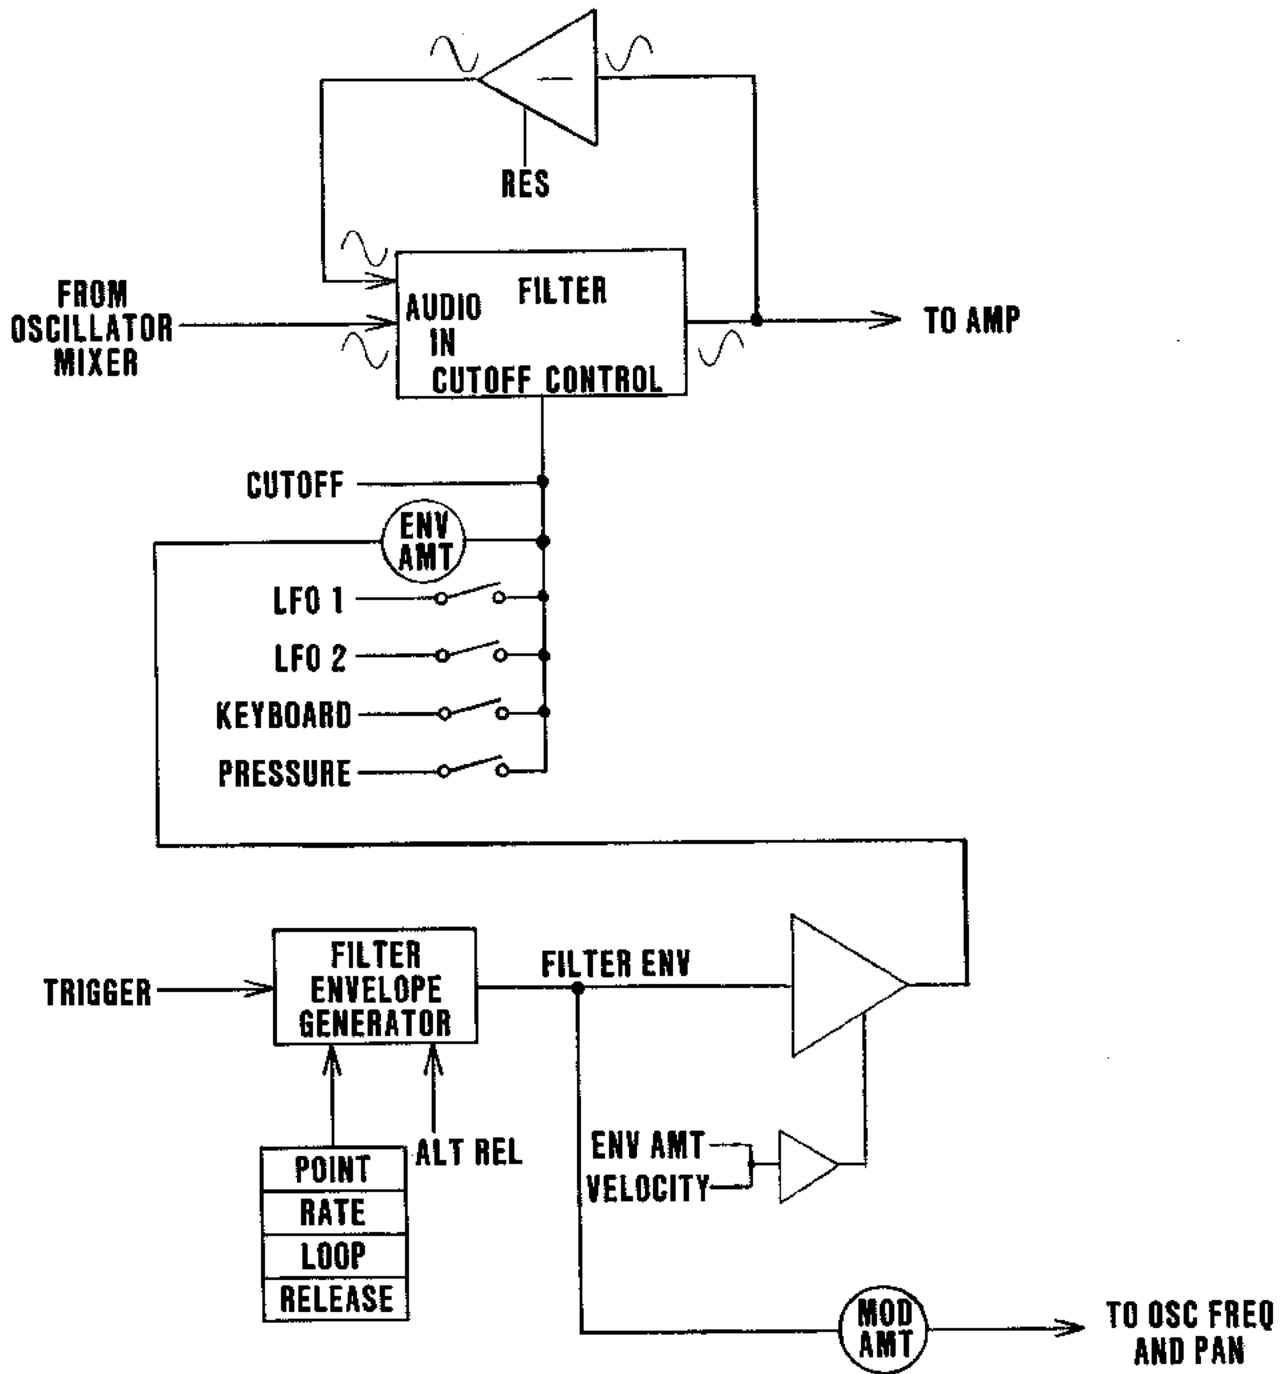 RES
FROM
OSCILLATOR
MIXER
FILTER
AUDIO
IN
CUTOFF CONTROL
TO AMP
CUTOFF
ENV
AMT
LFO 1
LFO 2
KEYBOARD
PRESSURE
TRIGGER
FILTER
ENVELOPE
GENERATOR
FILTER ENV
ALT REL
POINT
RATE
LOOP
RELEASE
ENV AMT
VELOCITY
MOD
AMT
TO OSC FREQ
AND PAN